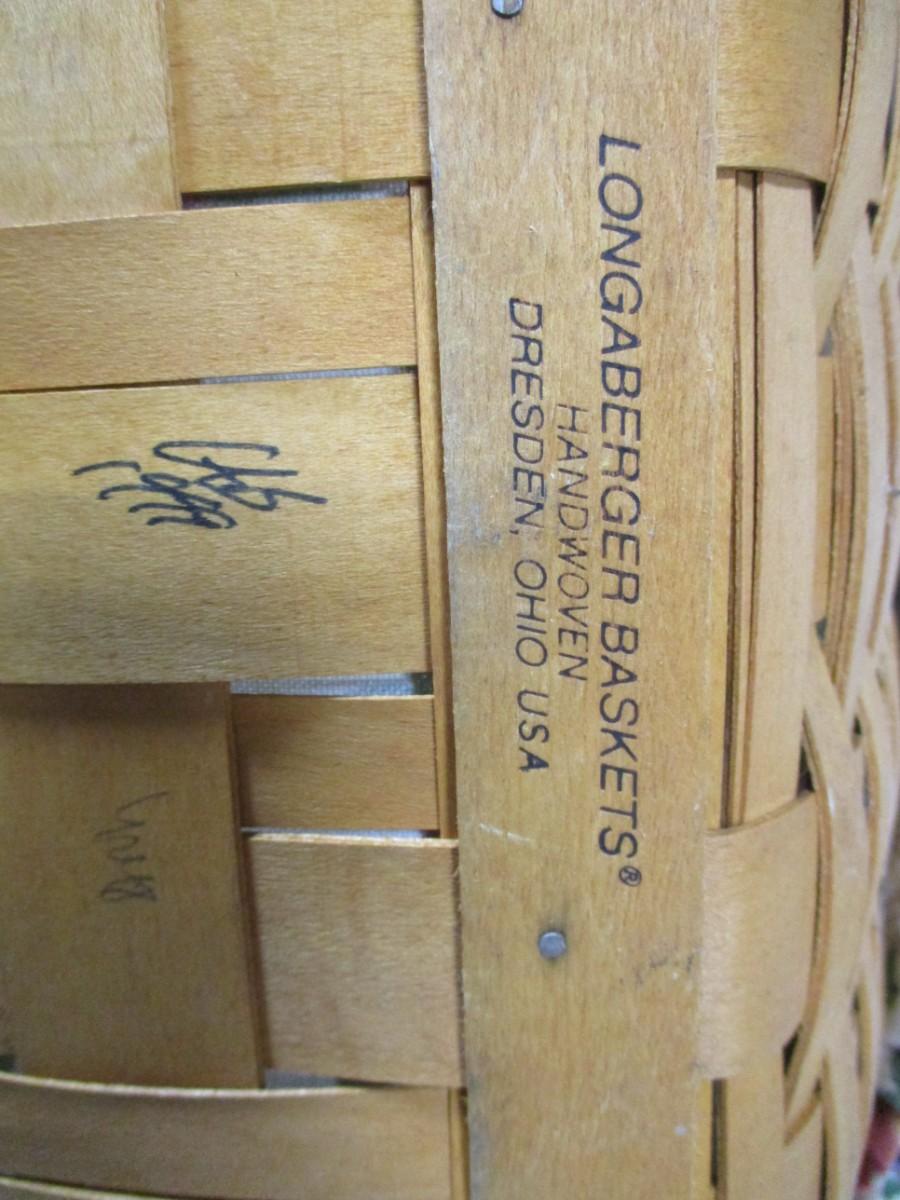 LONGABERGER BASKETS®
HANDWOVEN
DRESDEN, OHIO USA